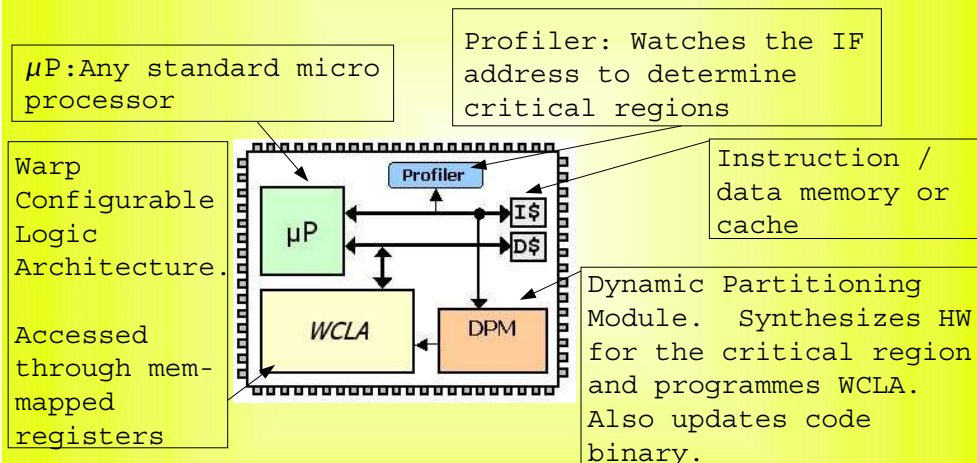 µP:Any standard micro
processor
Profiler: Watches the IF
address to determine
critical regions
Warp
Configurable
Logic
Architecture.
Accessed
through mem-
mapped
registers
Profiler
µP
I$
D$
WCLA
DPM
Instruction /
data memory or
cache
Dynamic Partitioning
Module. Synthesizes HW
for the critical region
and programmes WCLA.
Also updates code
binary.